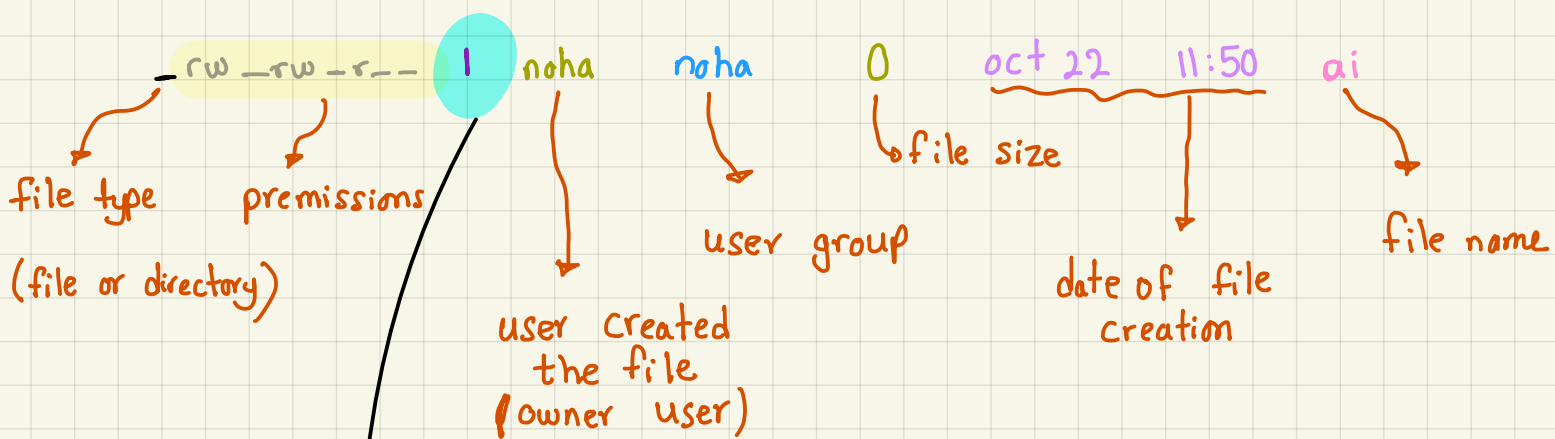 - rw _ rw - r - - 1 noha noha 0 oct 22 11:50 ai
file size
file type premissions
user group
file name
(file or directory)
date of file
creation
user created
the file
(owner user)